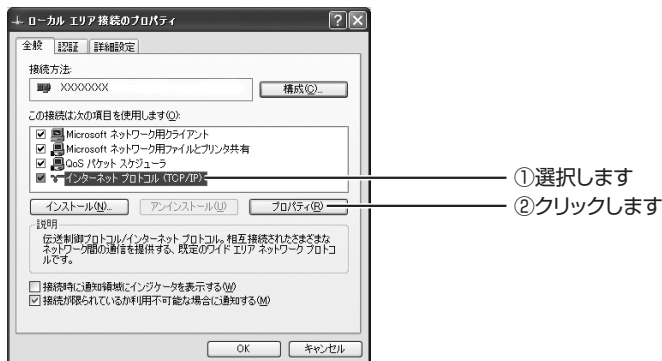 ローカル エリア接続のプロパティ
全般 認証 詳細設定
接続方法:
XXXXXXX 構成(C)...
この接続は次の項目を使用します(O):
Microsoft ネットワーク用クライアント
Microsoft ネットワーク用ファイルとプリンタ共有
QoS パケット スケジューラ
インターネット プロトコル (TCP/IP)
①選択します
インストール(N)... アンインストール(U) プロパティ(R)
②クリックします
説明
伝送制御プロトコル/インターネット プロトコル。相互接続されたさまざまな
ネットワーク間の通信を提供する、既定のワイド エリア ネットワーク プロトコ
ルです。
接続時に通知領域にインジケータを表示する(W)
接続が限られているか利用不可能な場合に通知する(M)
OK キャンセル